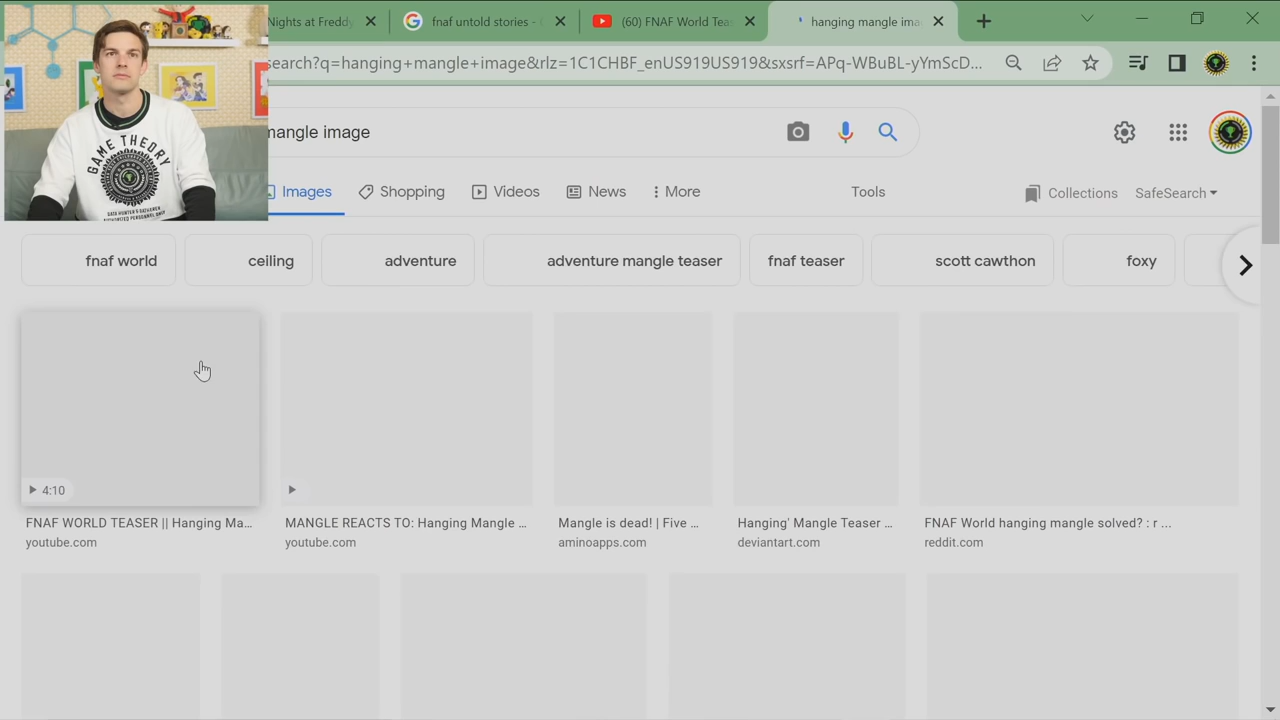 Nights at Freddy
fnaf untold stories -
(60) FNAF World Teas
hanging mangle ima
search?q=hanging+mangle+image&rlz=1C1CHBF_enUS919US919&sxsrf=APq-WBuBL-yYmScD...
mangle image
GAME THEORY
Images
Shopping
Videos
News
More
Tools
Collections
SafeSearch
fnaf world
ceiling
adventure
adventure mangle teaser
fnaf teaser
scott cawthon
foxy
4:10
FNAF WORLD TEASER || Hanging Ma...
youtube.com
MANGLE REACTS TO: Hanging Mangle ...
youtube.com
Mangle is dead! | Five ...
aminoapps.com
Hanging' Mangle Teaser ...
deviantart.com
FNAF World hanging mangle solved? : r ...
reddit.com